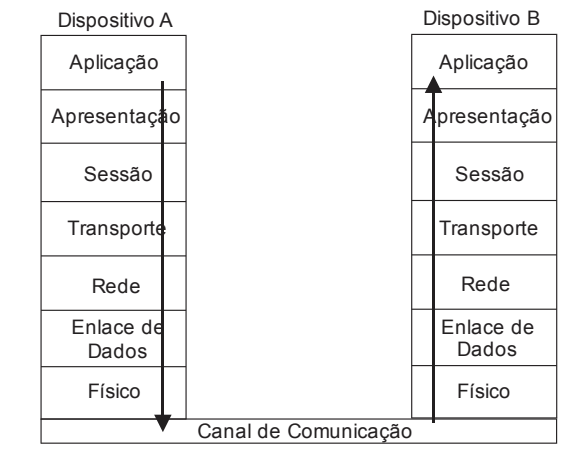 Dispositivo A
Aplicação
Apresentação
Sessão
Transporte
Rede
Enlace de
Dados
Físico
Dispositivo B
Aplicação
Apresentação
Sessão
Transporte
Rede
Enlace de
Dados
Físico
Canal de Comunicação